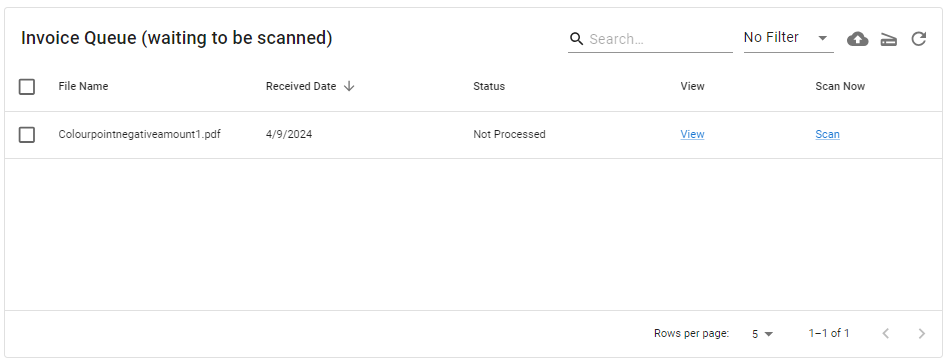 Invoice Queue (waiting to be scanned)
Search...
No Filter
File Name Received Date Status View Scan Now
Colourpointnegativeamount1.pdf 4/9/2024 Not Processed View Scan
Rows per page: 5 1–1 of 1